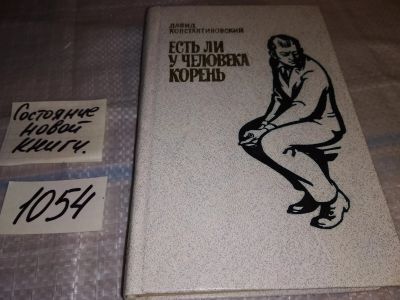 ДАВИД
КОНСТАНТИНОВСКИЙ
ЕСТЬ ЛИ
У ЧЕЛОВЕКА
КОРЕНЬ
Состояние
новой
книги.
1054